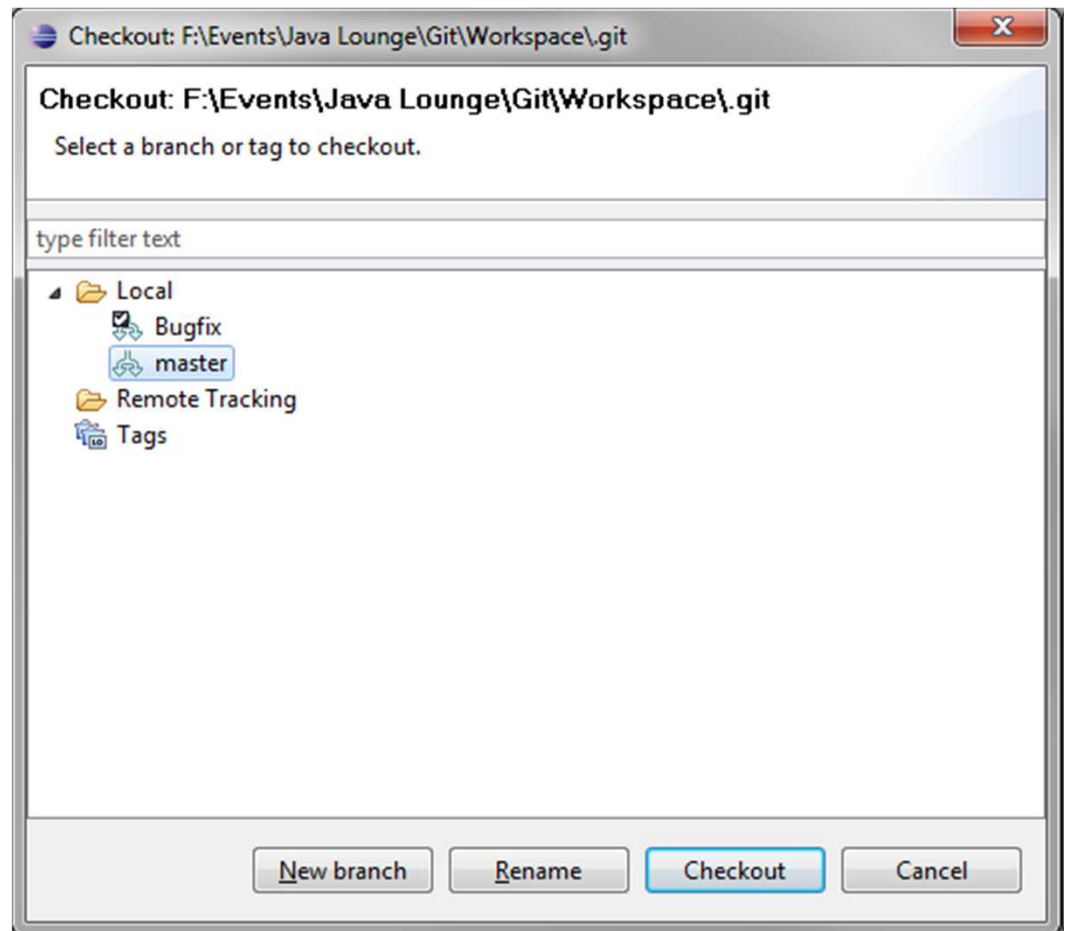 Checkout: F:\Events\Java Lounge\Git\Workspace\.git
Checkout: F:\Events\Java Lounge\Git\Workspace\.git
Select a branch or tag to checkout.
type filter text
Local
Bugfix
master
Remote Tracking
Tags
New branch Rename Checkout Cancel